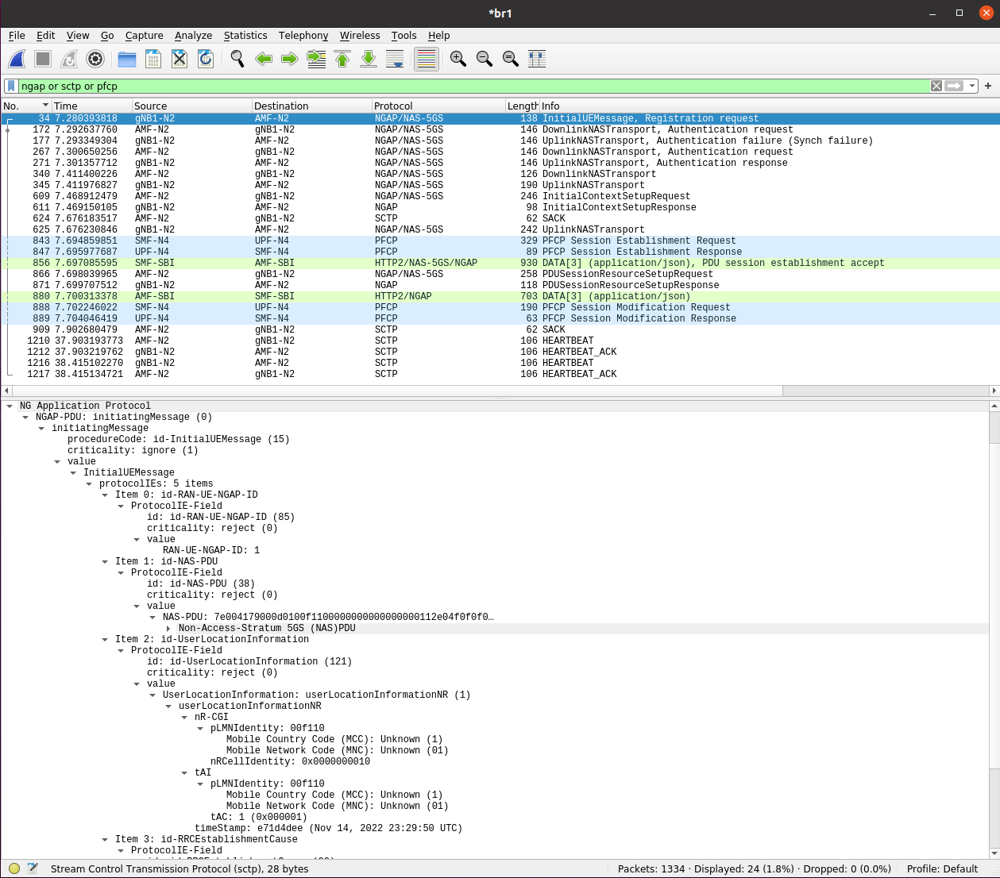 *br1
File Edit View Go Capture Analyze Statistics Telephony Wireless Tools Help
ngap or sctp or pfcp
No. Time Source Destination Protocol Length Info
34 7.280393818 gNB1-N2 AMF-N2 NGAP/NAS-5GS 138 InitialUEMessage, Registration request
172 7.292637760 AMF-N2 gNB1-N2 NGAP/NAS-5GS 146 DownlinkNASTransport, Authentication request
177 7.293349304 gNB1-N2 AMF-N2 NGAP/NAS-5GS 146 UplinkNASTransport, Authentication failure (Synch failure)
267 7.300650256 AMF-N2 gNB1-N2 NGAP/NAS-5GS 146 DownlinkNASTransport, Authentication request
271 7.301357712 gNB1-N2 AMF-N2 NGAP/NAS-5GS 146 UplinkNASTransport, Authentication response
340 7.411400226 AMF-N2 gNB1-N2 NGAP/NAS-5GS 126 DownlinkNASTransport
345 7.411976827 gNB1-N2 AMF-N2 NGAP/NAS-5GS 190 UplinkNASTransport
609 7.468912479 AMF-N2 gNB1-N2 NGAP/NAS-5GS 246 InitialContextSetupRequest
611 7.469150105 gNB1-N2 AMF-N2 NGAP 98 InitialContextSetupResponse
624 7.676183517 AMF-N2 gNB1-N2 SCTP 62 SACK
625 7.676230846 gNB1-N2 AMF-N2 NGAP/NAS-5GS 242 UplinkNASTransport
843 7.694859851 SMF-N4 UPF-N4 PFCP 329 PFCP Session Establishment Request
847 7.695977687 UPF-N4 SMF-N4 PFCP 89 PFCP Session Establishment Response
856 7.697085595 SMF-SBI AMF-SBI HTTP2/NAS-5GS/NGAP 930 DATA[3] (application/json), PDU session establishment accept
866 7.698039965 AMF-N2 gNB1-N2 NGAP/NAS-5GS 258 PDUSessionResourceSetupRequest
871 7.699707512 gNB1-N2 AMF-N2 NGAP 118 PDUSessionResourceSetupResponse
880 7.700313378 AMF-SBI SMF-SBI HTTP2/NGAP 703 DATA[3] (application/json)
888 7.702246022 SMF-N4 UPF-N4 PFCP 190 PFCP Session Modification Request
889 7.704046419 UPF-N4 SMF-N4 PFCP 63 PFCP Session Modification Response
909 7.902680479 AMF-N2 gNB1-N2 SCTP 62 SACK
1210 37.903193773 AMF-N2 gNB1-N2 SCTP 106 HEARTBEAT
1212 37.903219762 gNB1-N2 AMF-N2 SCTP 106 HEARTBEAT_ACK
1216 38.415102270 gNB1-N2 AMF-N2 SCTP 106 HEARTBEAT
1217 38.415134721 AMF-N2 gNB1-N2 SCTP 106 HEARTBEAT_ACK
NG Application Protocol
NGAP-PDU: initiatingMessage (0)
initiatingMessage
procedureCode: id-InitialUEMessage (15)
criticality: ignore (1)
value
InitialUEMessage
protocolIEs: 5 items
Item 0: id-RAN-UE-NGAP-ID
ProtocolIE-Field
id: id-RAN-UE-NGAP-ID (85)
criticality: reject (0)
value
RAN-UE-NGAP-ID: 1
Item 1: id-NAS-PDU
ProtocolIE-Field
id: id-NAS-PDU (38)
criticality: reject (0)
value
NAS-PDU: 7e004179000d0100f1100000000000000000112e04f0f0f0…
Non-Access-Stratum 5GS (NAS)PDU
Item 2: id-UserLocationInformation
ProtocolIE-Field
id: id-UserLocationInformation (121)
criticality: reject (0)
value
UserLocationInformation: userLocationInformationNR (1)
userLocationInformationNR
nR-CGI
pLMNIdentity: 00f110
Mobile Country Code (MCC): Unknown (1)
Mobile Network Code (MNC): Unknown (01)
nRCellIdentity: 0x0000000010
tAI
pLMNIdentity: 00f110
Mobile Country Code (MCC): Unknown (1)
Mobile Network Code (MNC): Unknown (01)
tAC: 1 (0x000001)
timeStamp: e71d4dee (Nov 14, 2022 23:29:50 UTC)
Item 3: id-RRCEstablishmentCause
ProtocolIE-Field
Stream Control Transmission Protocol (sctp), 28 bytes Packets: 1334 · Displayed: 24 (1.8%) · Dropped: 0 (0.0%) Profile: Default